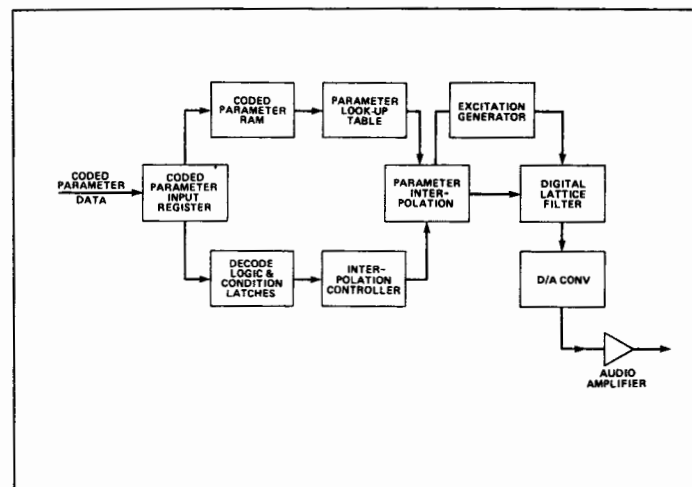 CODED
PARAMETER
RAM
PARAMETER
LOOK-UP
TABLE
EXCITATION
GENERATOR
CODED
PARAMETER
DATA
CODED
PARAMETER
INPUT
REGISTER
PARAMETER
INTER-
POLATION
DIGITAL
LATTICE
FILTER
DECODE
LOGIC &
CONDITION
LATCHES
INTER-
POLATION
CONTROLLER
D/A CONV
AUDIO
AMPLIFIER